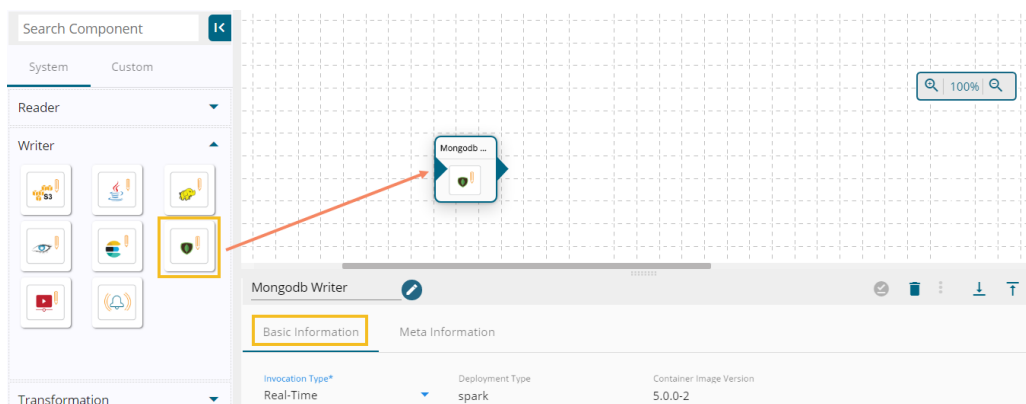 Search Component
System Custom
Reader
Writer
S3
Transformation
100%
Mongodb ...
Mongodb Writer
Basic Information Meta Information
Invocation Type* Deployment Type Container Image Version
Real-Time spark 5.0.0-2